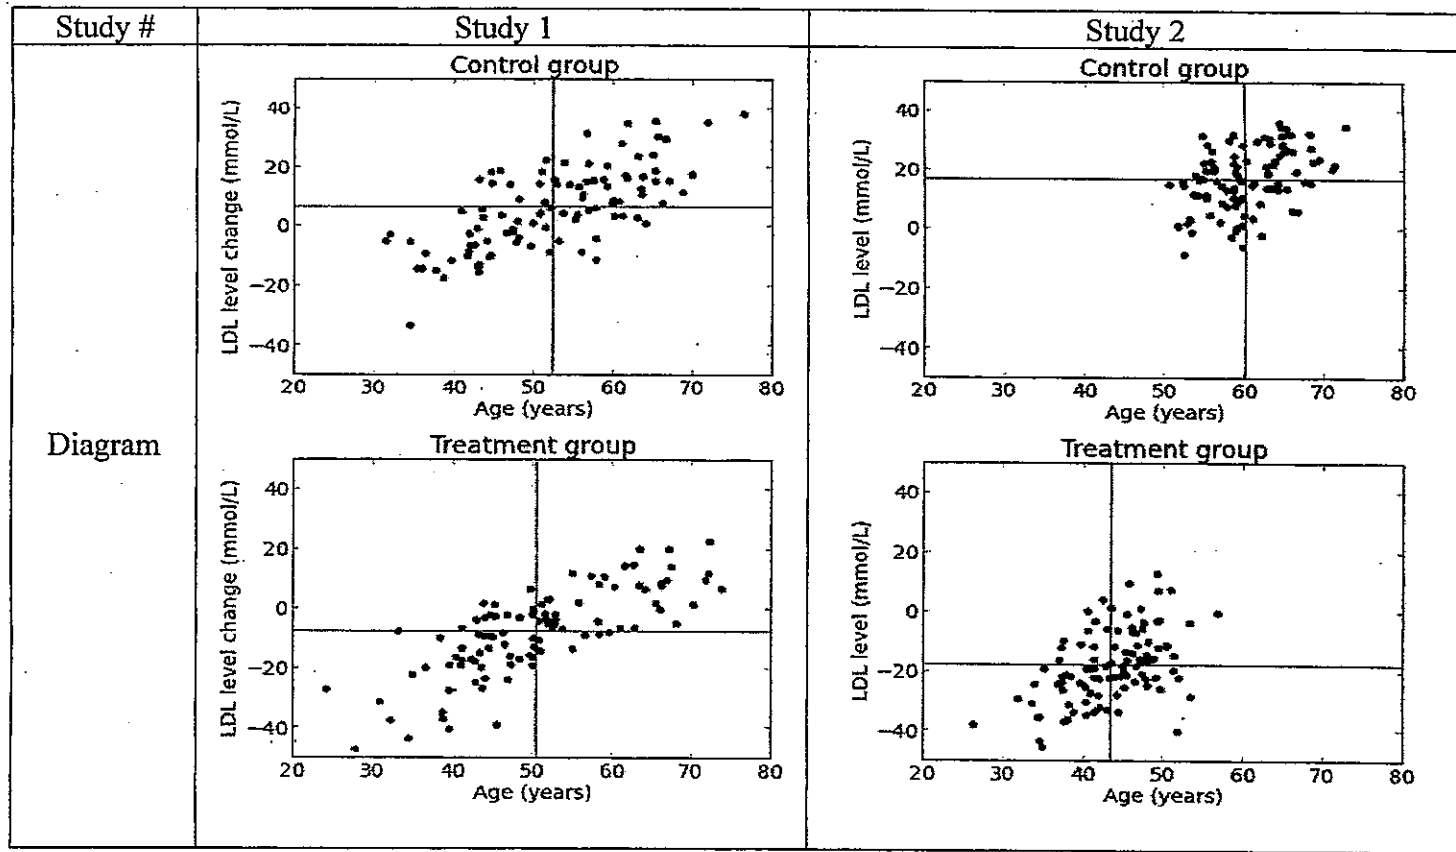 Study #
Study 1
Study 2
Diagram
Control group
LDL level change (mmol/L)
40
20
0
−20
−40
20 30 40 50 60 70 80
Age (years)
Control group
LDL level (mmol/L)
40
20
0
−20
−40
20 30 40 50 60 70 80
Age (years)
Treatment group
LDL level change (mmol/L)
40
20
0
−20
−40
20 30 40 50 60 70 80
Age (years)
Treatment group
LDL level (mmol/L)
40
20
0
−20
−40
20 30 40 50 60 70 80
Age (years)